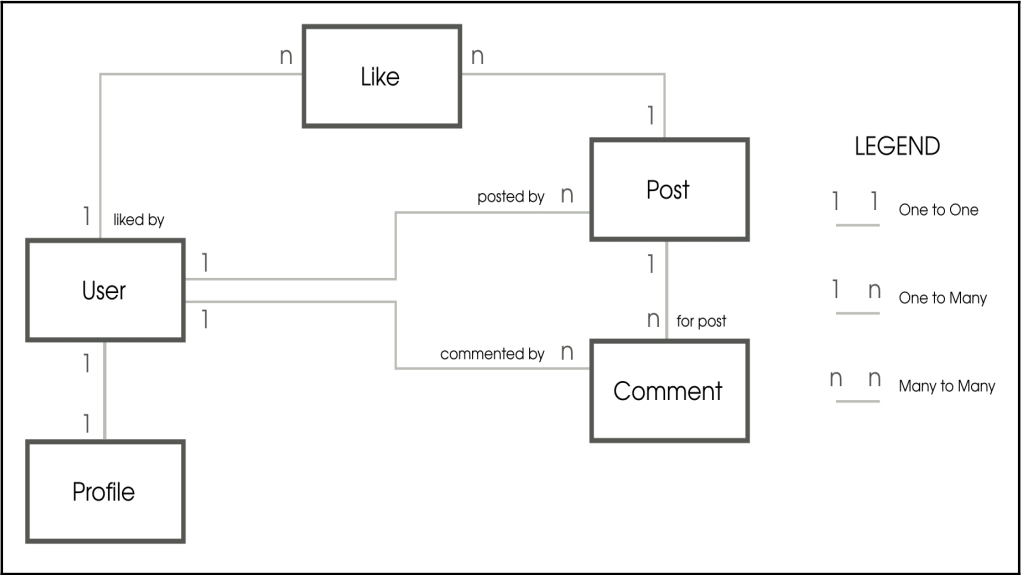 n
Like
n
1
LEGEND
1 1 One to One
posted by n
Post
1 liked by
1
User
1
1
n for post
1 n One to Many
commented by n
Comment
n n Many to Many
1
1
Profile